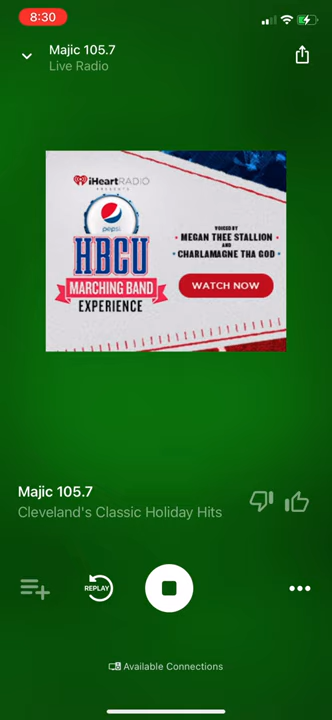 8:30
Majic 105.7
Live Radio
iHeartRADIO
PRESENTS
pepsi
HBCU
MARCHING BAND
EXPERIENCE
VOICED BY
MEGAN THEE STALLION
AND
CHARLAMAGNE THA GOD
WATCH NOW
Majic 105.7
Cleveland's Classic Holiday Hits
REPLAY
Available Connections